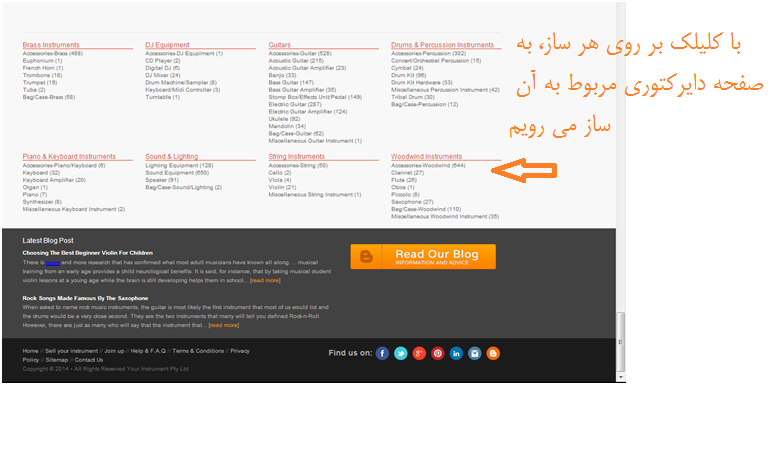 Brass Instruments
Accessories-Brass (468)
Euphonium (1)
French Horn (1)
Trombone (18)
Trumpet (19)
Tuba (2)
Bag/Case-Brass (58)
DJ Equipment
Accessories-DJ Equipiment (1)
CD Player (2)
Digital DJ (6)
DJ Mixer (24)
Drum Machine/Sampler (8)
Keyboard/Midi Controller (3)
Turntable (1)
Guitars
Accessories-Guitar (528)
Acoustic Guitar (215)
Acoustic Guitar Amplifier (23)
Banjo (33)
Bass Guitar (147)
Bass Guitar Amplifier (35)
Stomp Box/Effects Unit/Pedal (149)
Electric Guitar (287)
Electric Guitar Amplifier (124)
Ukulele (92)
Mandolin (34)
Bag/Case-Guitar (62)
Miscellaneous Guitar Instrument (1)
Drums & Percussion Instruments
Accessories-Percussion (302)
Concert/Orchestral Percussion (15)
Cymbal (24)
Drum Kit (96)
Drum Kit Hardware (33)
Miscellaneous Percussion Instrument (42)
Tribal Drum (30)
Bag/Case-Percussion (12)
با کلیلک بر روی هر ساز، به
صفحه دایرکتوری مربوط به آن
ساز می رویم
Piano & Keyboard Instruments
Accessories-Piano/Keyboard (6)
Keyboard (32)
Keyboard Amplifier (20)
Organ (1)
Piano (7)
Synthesizer (8)
Miscellaneous Keyboard Instrument (2)
Sound & Lighting
Lighting Equipment (128)
Sound Equipment (650)
Speaker (91)
Bag/Case-Sound/Lighting (2)
String Instruments
Accessories-String (50)
Cello (2)
Viola (4)
Violin (21)
Miscellaneous String Instrument (1)
Woodwind Instruments
Accessories-Woodwind (644)
Clarinet (27)
Flute (26)
Oboe (1)
Piccolo (8)
Saxophone (27)
Bag/Case-Woodwind (110)
Miscellaneous Woodwind Instrument (35)
Latest Blog Post
Choosing The Best Beginner Violin For Children
There is more and more research that has confirmed what most adult musicians have known all along ... musical
training from an early age provides a child neurological benefits. It is said, for instance, that by taking musical student
violin lessons at a young age while the brain is still developing helps them in school... [read more]
Rock Songs Made Famous By The Saxophone
When asked to name rock music instruments, the guitar is most likely the first instrument that most of us would list and
the drums would be a very close second. They are the two instruments that many will tell you defined Rock-n-Roll
However, there are just as many who will say that the instrument that... [read more]
Read Our Blog
INFORMATION AND ADVICE
Home // Sell your instrument // Join up // Help & F.A.Q // Terms & Conditions // Privacy
Policy // Sitemap // Contact Us
Copyright © 2014 • All Rights Reserved Your Instrument Pty Ltd.
Find us on: